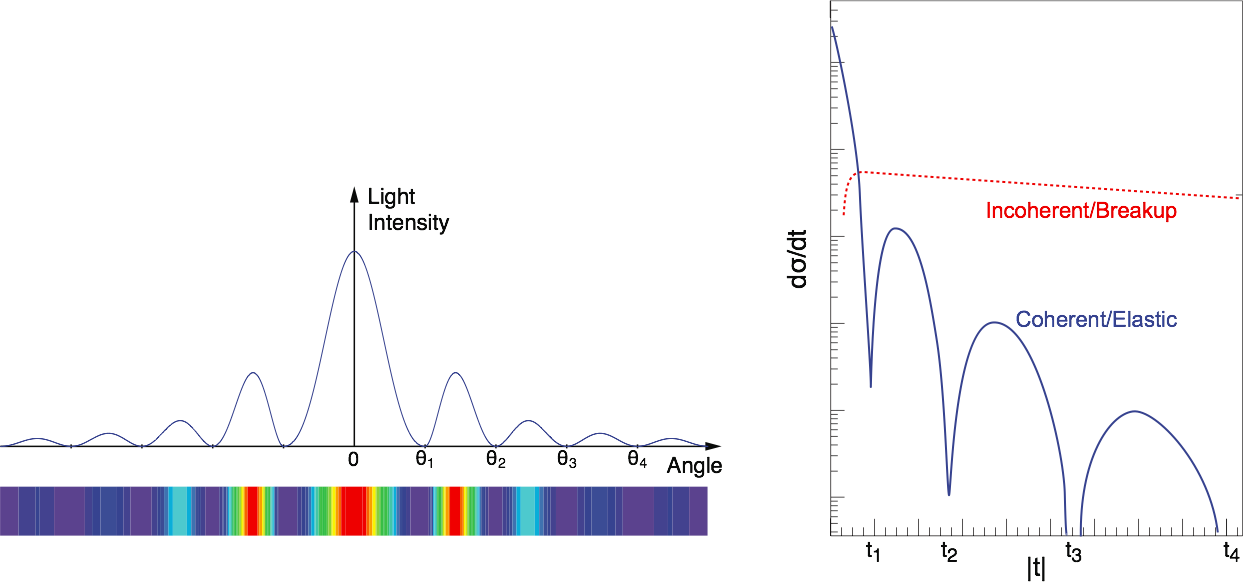 Light
Intensity
0
θ1
θ2
θ3
θ4
Angle
dσ/dt
Incoherent/Breakup
Coherent/Elastic
t1
t2
t3
t4
|t|